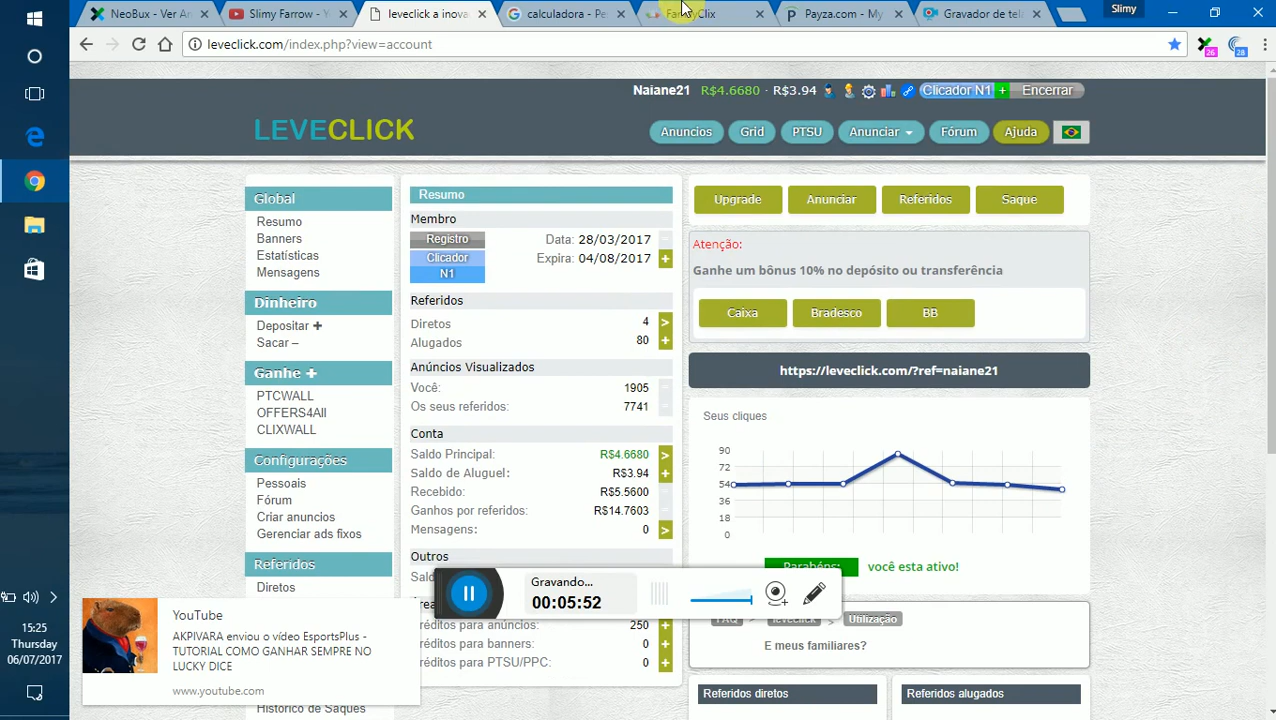 NeoBux - Ver An
Slimy Farrow - 
leveclick a inova
calculadora - Pe
Clix
Payza.com - My
Gravador de tela
Slimy
leveclick.com/index.php?view=account
26
28
Naiane21 R$4.6680 - R$3.94 Clicador N1 + Encerrar
LEVECLICK
Anuncios
Grid
PTSU
Anunciar
Fórum
Ajuda
Global
Resumo
Banners
Estatísticas
Mensagens
Dinheiro
Depositar +
Sacar –
Ganhe +
PTCWALL
OFFERS4All
CLIXWALL
Configurações
Pessoais
Fórum
Criar anuncios
Gerenciar ads fixos
Referidos
Diretos
Histórico de Saques
Resumo
Membro
Registro Data: 28/03/2017
Clicador Expira: 04/08/2017 +
N1
Referidos
Diretos 4 >
Alugados 80 +
Anúncios Visualizados
Você: 1905
Os seus referidos: 7741
Conta
Saldo Principal: R$4.6680 >
Saldo de Aluguel: R$3.94 +
Recebido: R$5.5600
Ganhos por referidos: R$14.7603
Mensagens: 0 >
Outros
réditos para anúncios: 250 +
réditos para banners: 0 +
réditos para PTSU/PPC: 0 +
Upgrade
Anunciar
Referidos
Saque
Atenção:
Ganhe um bônus 10% no depósito ou transferência
Caixa
Bradesco
BB
https://leveclick.com/?ref=naiane21
Seus cliques
90
72
54
36
18
0
Parabéns: você esta ativo!
FAQ leveclick Utilização
E meus familiares?
Referidos diretos
Referidos alugados
Gravando...
00:05:52
YouTube
AKPIVARA enviou o vídeo EsportsPlus -
TUTORIAL COMO GANHAR SEMPRE NO
LUCKY DICE
www.youtube.com
15:25
Thursday
06/07/2017